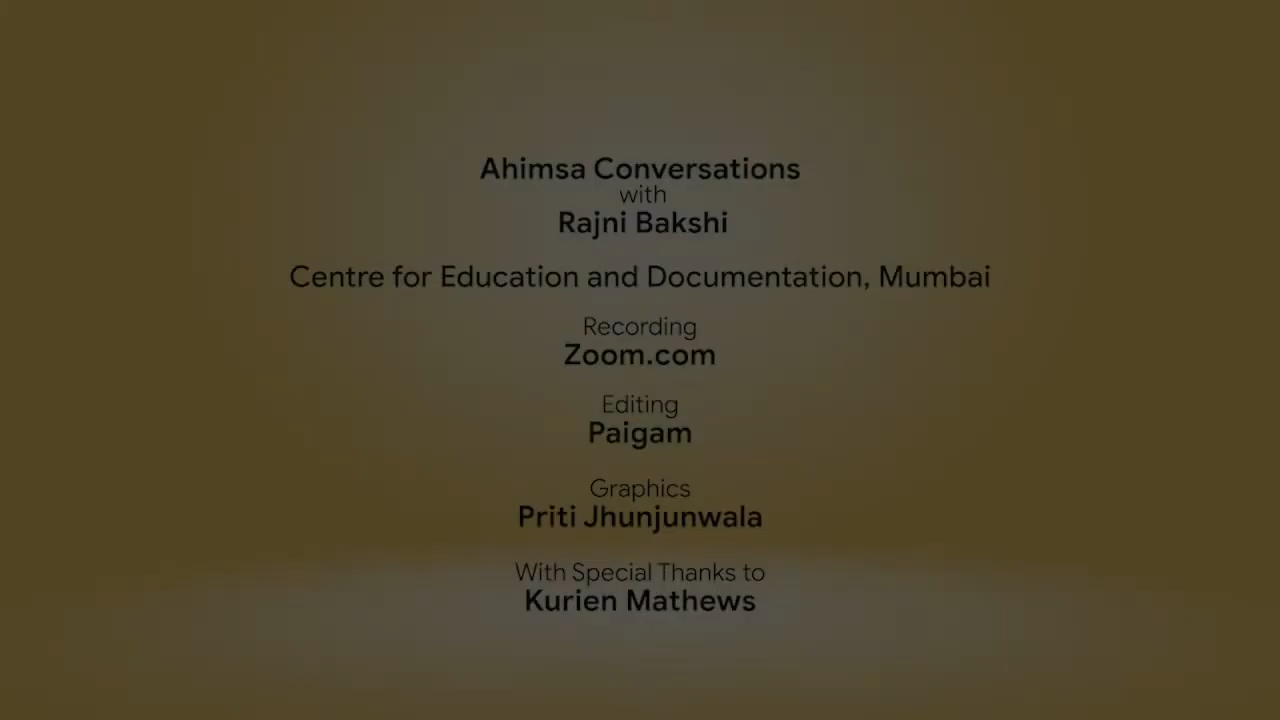 Ahimsa Conversations
with
Rajni Bakshi
Centre for Education and Documentation, Mumbai
Recording
Zoom.com
Editing
Paigam
Graphics
Priti Jhunjunwala
With Special Thanks to
Kurien Mathews